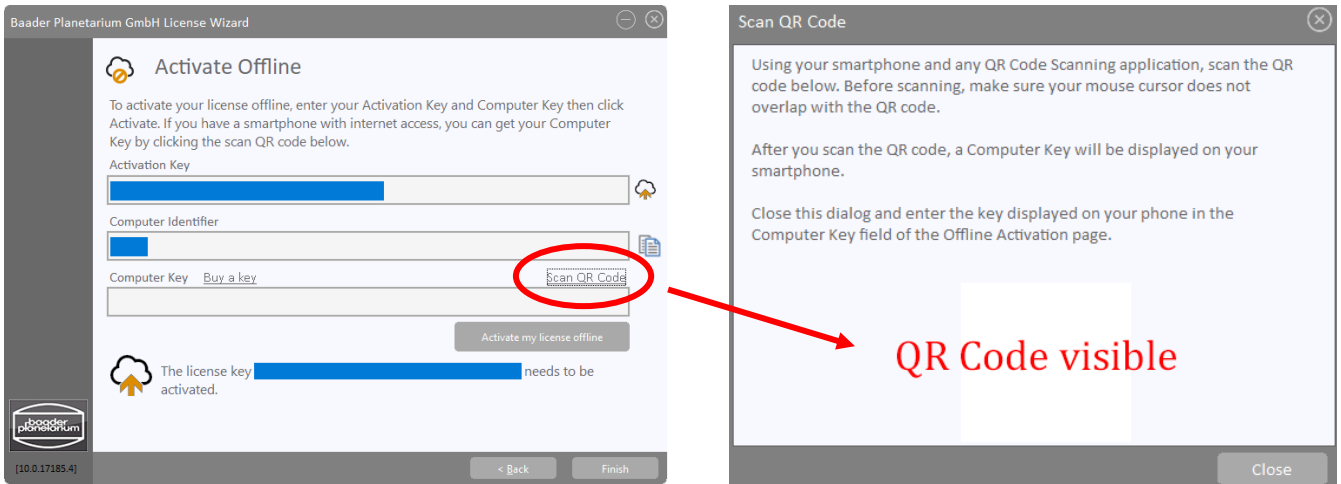 Baader Planetarium GmbH License Wizard
Activate Offline
To activate your license offline, enter your Activation Key and Computer Key then click
Activate. If you have a smartphone with internet access, you can get your Computer
Key by clicking the scan QR code below.
Activation Key
Computer Identifier
Computer Key Buy a key Scan QR Code
Activate my license offline
The license key needs to be
activated.
baader
planetarium
[10.0.17185.4]
< Back Finish
Scan QR Code
Using your smartphone and any QR Code Scanning application, scan the QR
code below. Before scanning, make sure your mouse cursor does not
overlap with the QR code.
After you scan the QR code, a Computer Key will be displayed on your
smartphone.
Close this dialog and enter the key displayed on your phone in the
Computer Key field of the Offline Activation page.
QR Code visible
Close